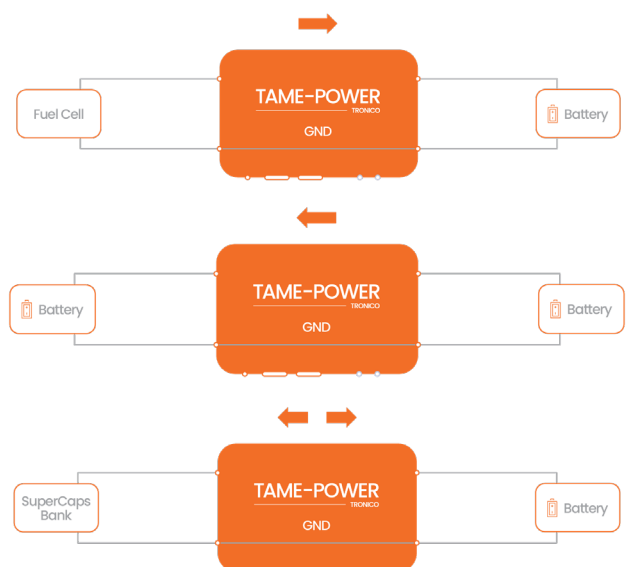 Fuel Cell
TAME-POWER
TRONICO
GND
Battery
Battery
TAME-POWER
TRONICO
GND
Battery
SuperCaps
Bank
TAME-POWER
TRONICO
GND
Battery